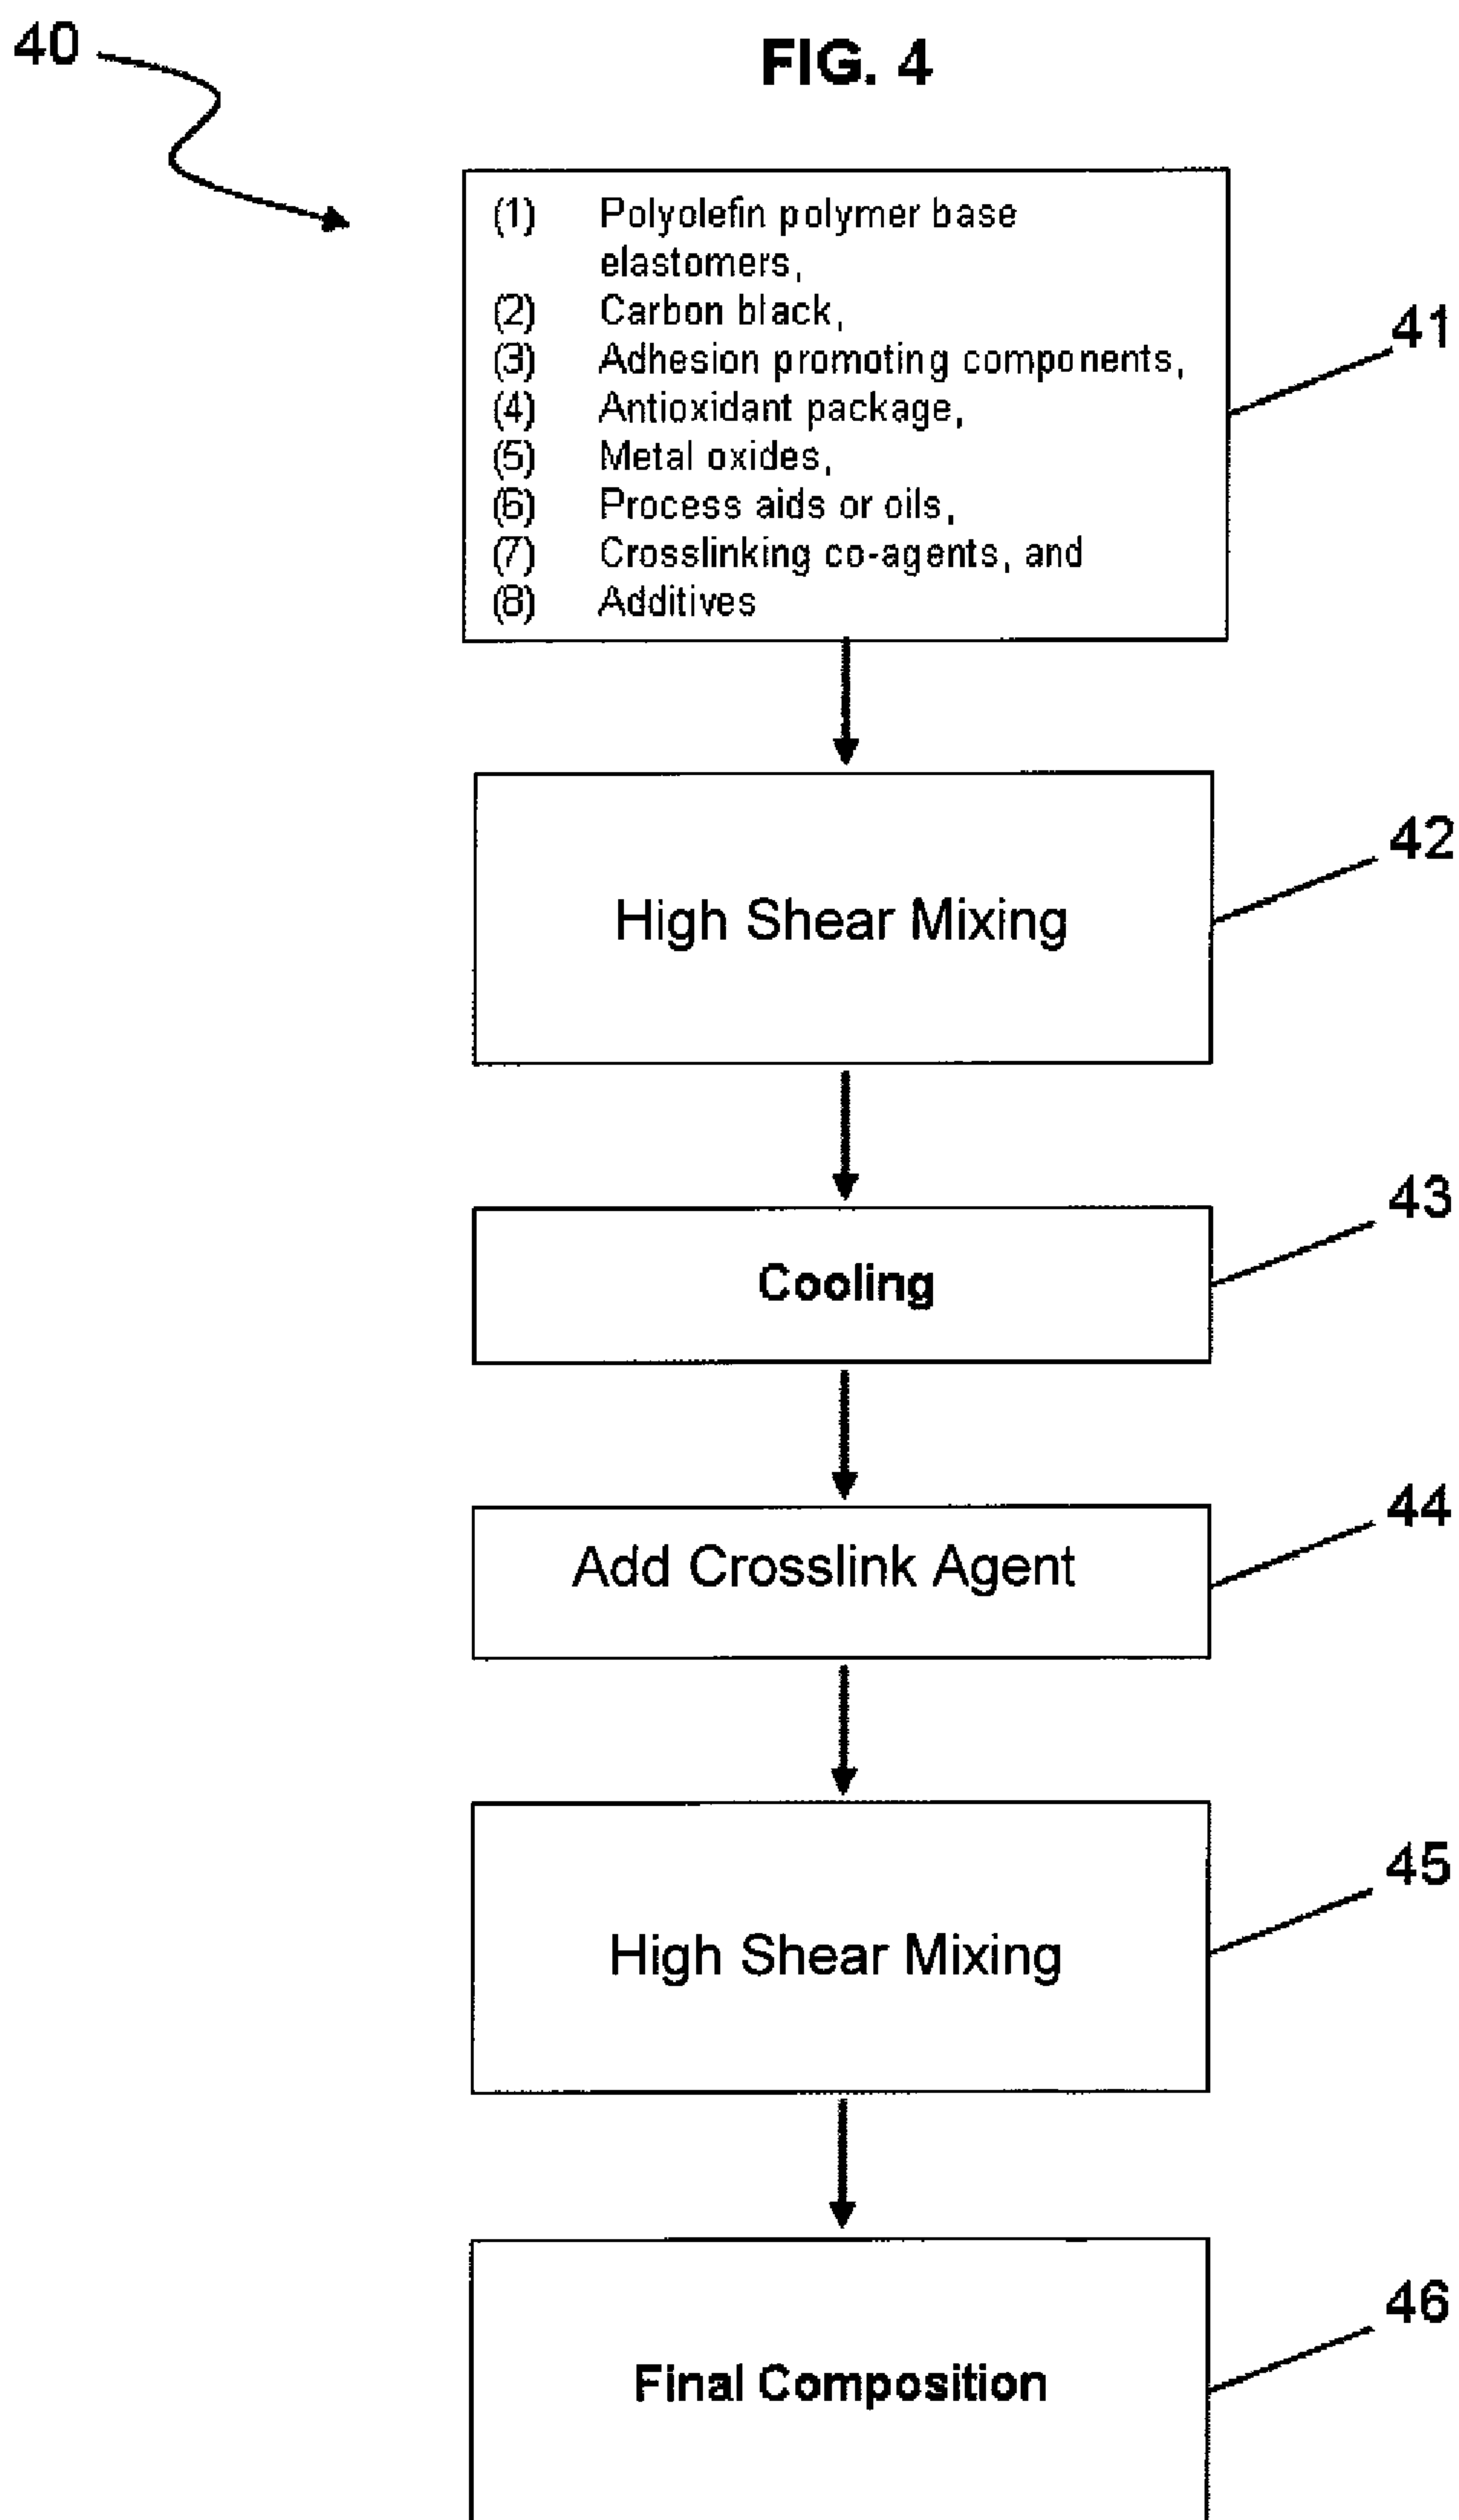 40
FIG. 4
(1) Polyolefin polymer base
elastomers,
(2) Carbon black,
(3) Adhesion promoting components,
(4) Antioxidant package,
(5) Metal oxides,
(6) Process aids or oils,
(7) Crosslinking co-agents, and
(8) Additives
41
High Shear Mixing
42
Cooling
43
Add Crosslink Agent
44
High Shear Mixing
45
Final Composition
46